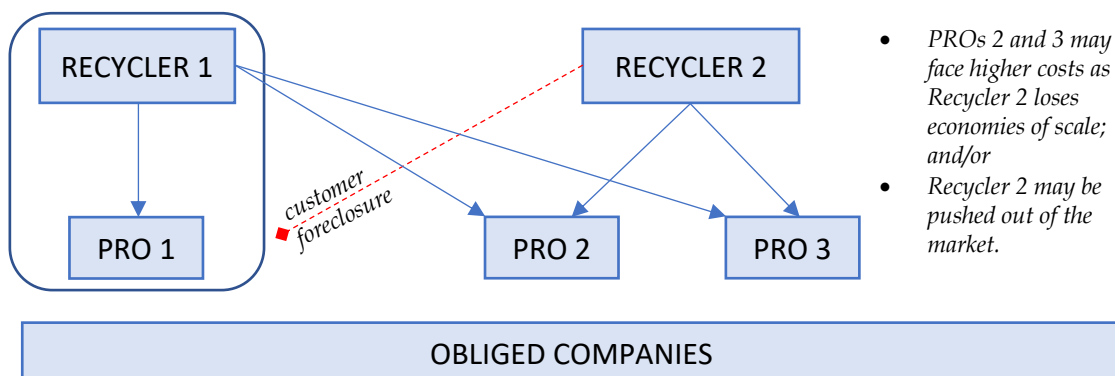 RECYCLER 1
RECYCLER 2
• PROs 2 and 3 may
face higher costs as
Recycler 2 loses
economies of scale;
and/or
• Recycler 2 may be
pushed out of the
market.
customer
foreclosure
PRO 1
PRO 2
PRO 3
OBLIGED COMPANIES